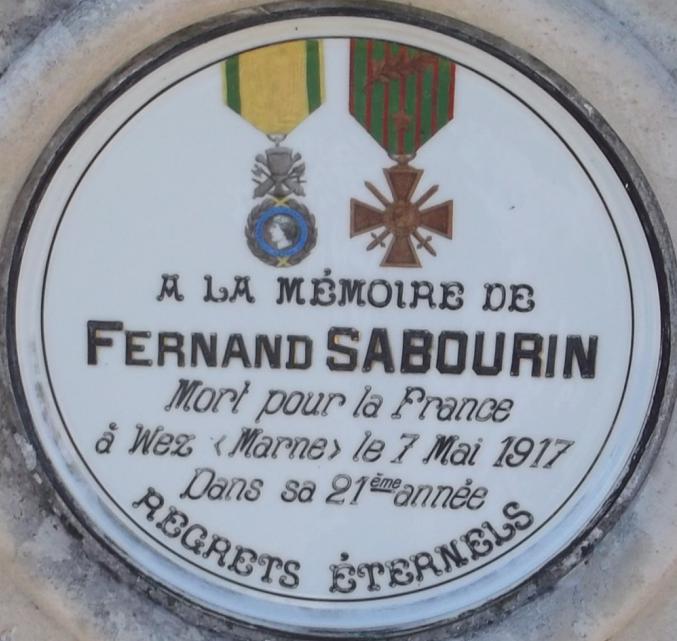 A LA MÉMOIRE DE
FERNAND SABOURIN
Mort pour la France
à Wez (Marne) le 7 Mai 1917
Dans sa 21ème année
REGRETS ÉTERNELS